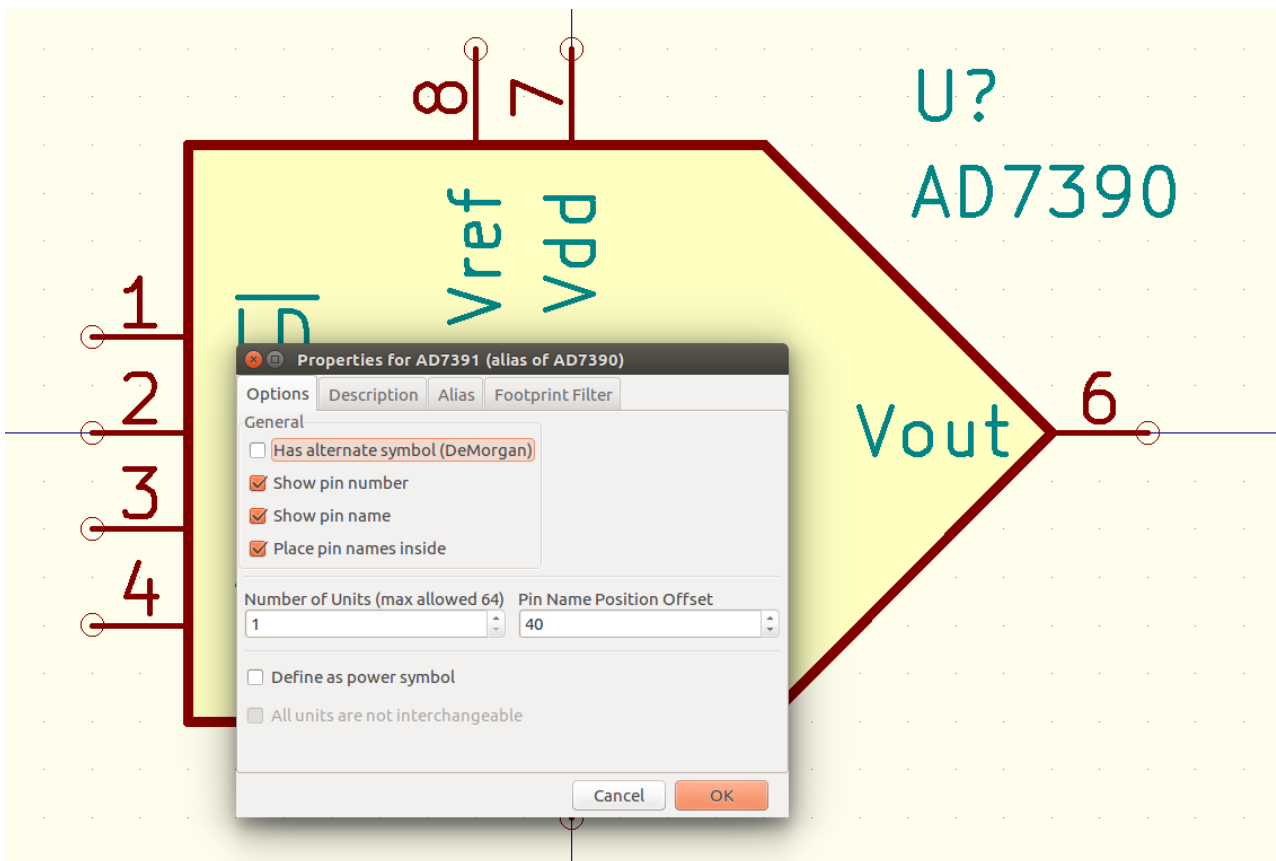 8
7
U?
AD7390
Vref
Vdd
1
2
3
4
Vout
6
Properties for AD7391 (alias of AD7390)
Options Description Alias Footprint Filter
General
Has alternate symbol (DeMorgan)
Show pin number
Show pin name
Place pin names inside
Number of Units (max allowed 64) Pin Name Position Offset
1 40
Define as power symbol
All units are not interchangeable
Cancel OK